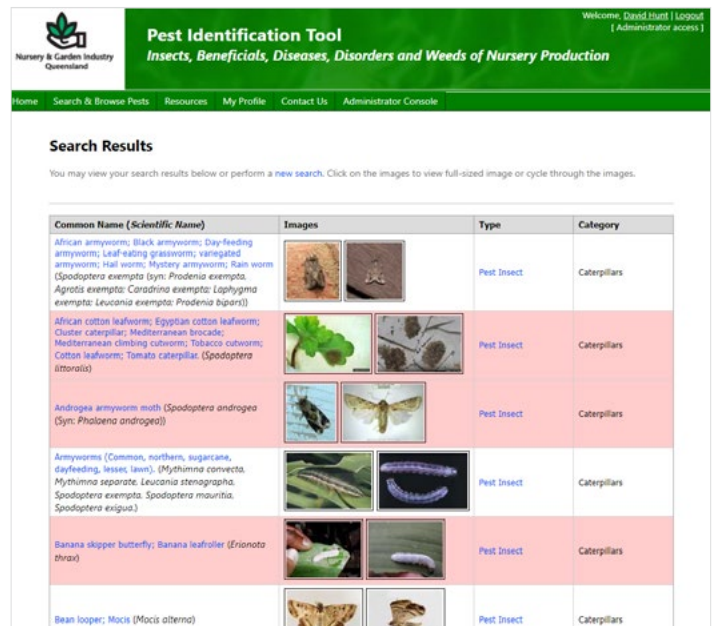 Welcome, David Hunt | Logout
[ Administrator access ]
Nursery & Garden Industry
Queensland
Pest Identification Tool
Insects, Beneficials, Diseases, Disorders and Weeds of Nursery Production
Home Search & Browse Pests Resources My Profile Contact Us Administrator Console
Search Results
You may view your search results below or perform a new search. Click on the images to view full-sized image or cycle through the images.
Common Name (Scientific Name) Images Type Category
African armyworm; Black armyworm; Day-feeding
armyworm; Leaf-eating grassworm; variegated
armyworm; Hail worm; Mystery armyworm; Rain worm
(Spodoptera exempta (syn: Prodenia exempta,
Agrotis exempta; Caradrina exempta; Laphygma
exempta; Leucania exempta; Prodenia bipars))
Pest Insect Caterpillars
African cotton leafworm; Egyptian cotton leafworm;
Cluster caterpillar; Mediterranean brocade;
Mediterranean climbing cutworm; Tobacco cutworm;
Cotton leafworm; Tomato caterpillar. (Spodoptera
littoralis)
Pest Insect Caterpillars
Androgea armyworm moth (Spodoptera androgea
(Syn: Phalaena androgea))
Pest Insect Caterpillars
Armyworms (Common, northern, sugarcane,
dayfeeding, lesser, lawn). (Mythimna convecta,
Mythimna separate, Leucania stenagrapha,
Spodoptera exempta, Spodoptera mauritia,
Spodoptera exigua.)
Pest Insect Caterpillars
Banana skipper butterfly; Banana leafroller (Erionota
thrax)
Pest Insect Caterpillars
Bean looper; Mocis (Mocis alterna)
Pest Insect Caterpillars